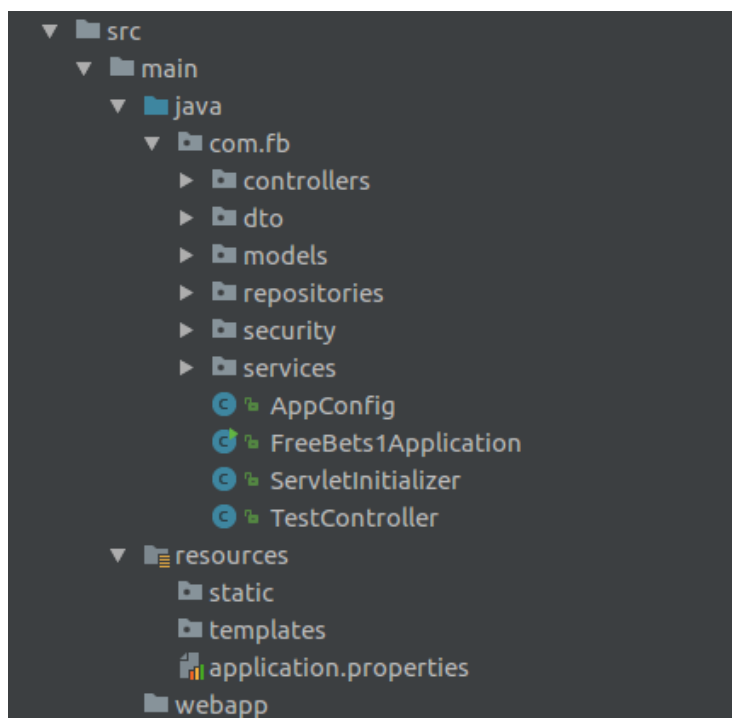 src
main
java
com.fb
controllers
dto
models
repositories
security
services
AppConfig
FreeBets1Application
ServletInitializer
TestController
resources
static
templates
application.properties
webapp